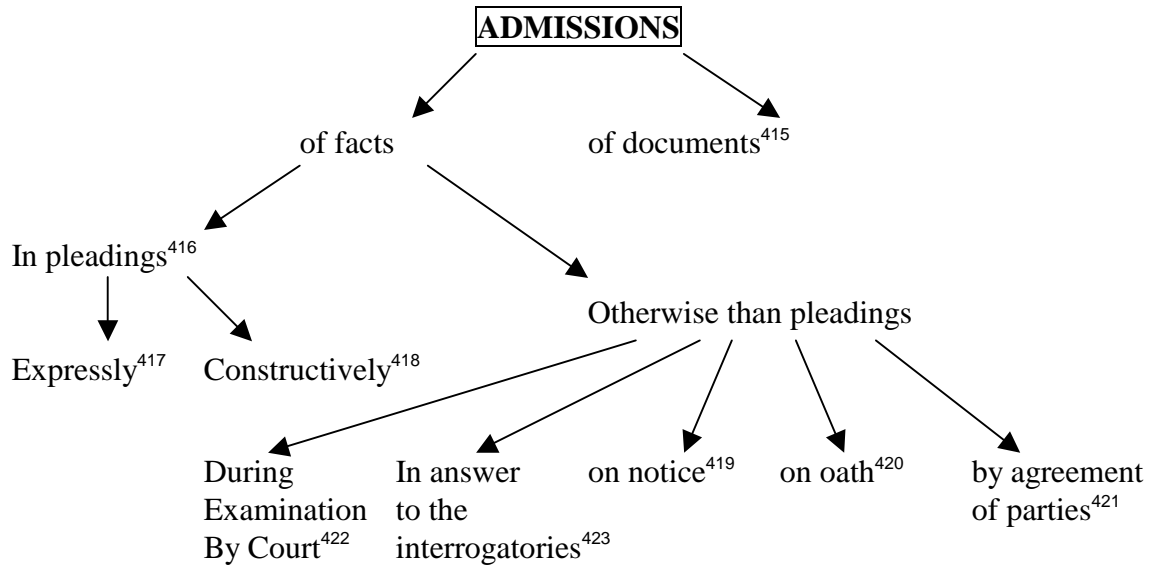 ADMISSIONS
of facts
of documents415
In pleadings416
Otherwise than pleadings
Expressly417
Constructively418
During
Examination
By Court422
In answer
to the
interrogatories423
on notice419
on oath420
by agreement
of parties421